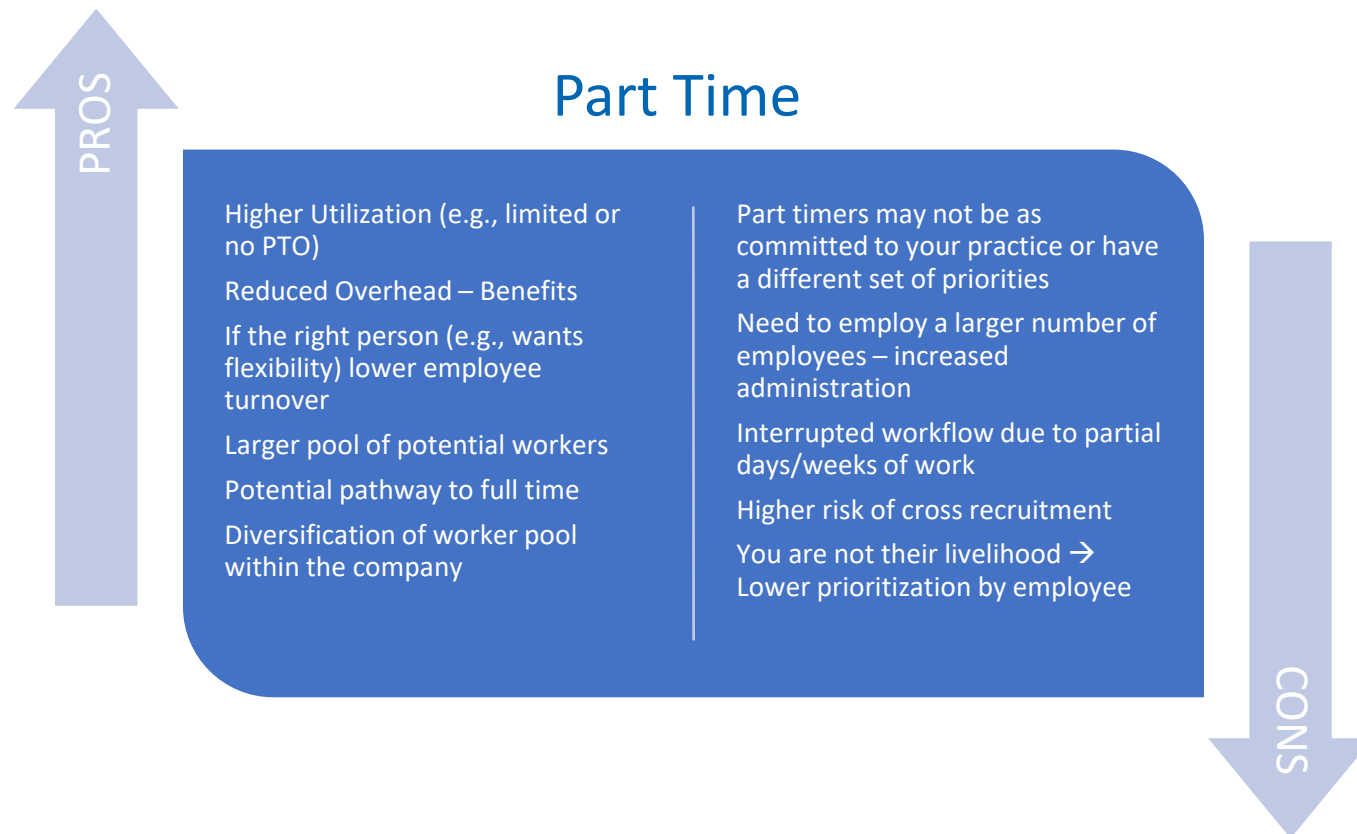 PROS
Part Time
Higher Utilization (e.g., limited or
no PTO)
Reduced Overhead – Benefits
If the right person (e.g., wants
flexibility) lower employee
turnover
Larger pool of potential workers
Potential pathway to full time
Diversification of worker pool
within the company
Part timers may not be as
committed to your practice or have
a different set of priorities
Need to employ a larger number of
employees – increased
administration
Interrupted workflow due to partial
days/weeks of work
Higher risk of cross recruitment
You are not their livelihood →
Lower prioritization by employee
CONS